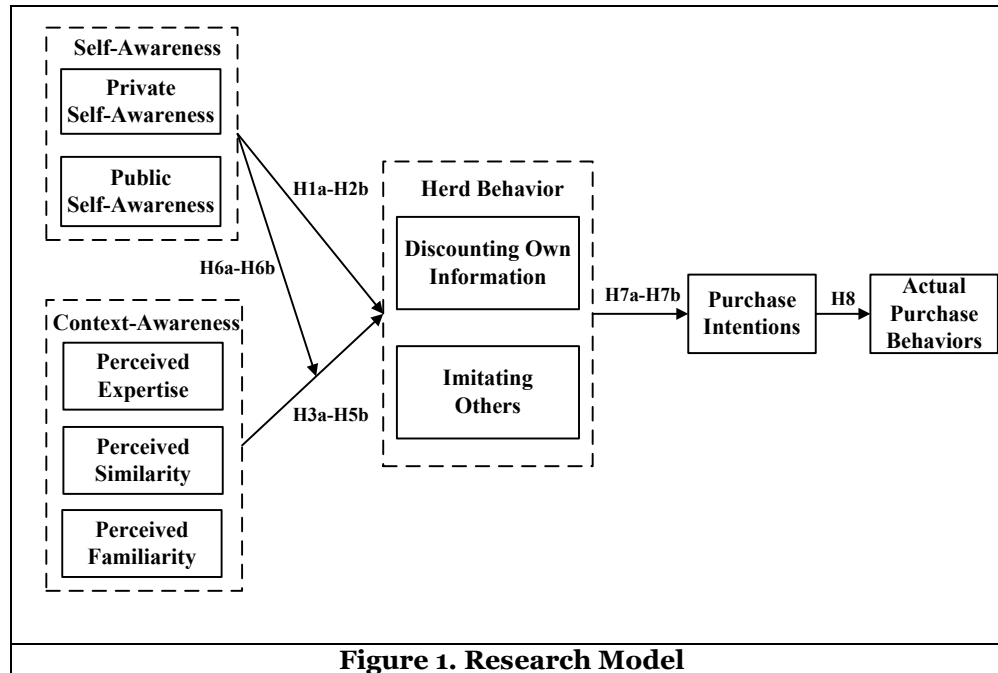 Self-Awareness
Private
Self-Awareness
Public
Self-Awareness
H1a-H2b
H6a-H6b
Context-Awareness
Perceived
Expertise
Perceived
Similarity
Perceived
Familiarity
H3a-H5b
Herd Behavior
Discounting Own
Information
Imitating
Others
H7a-H7b
Purchase
Intentions
H8
Actual
Purchase
Behaviors
Figure 1. Research Model